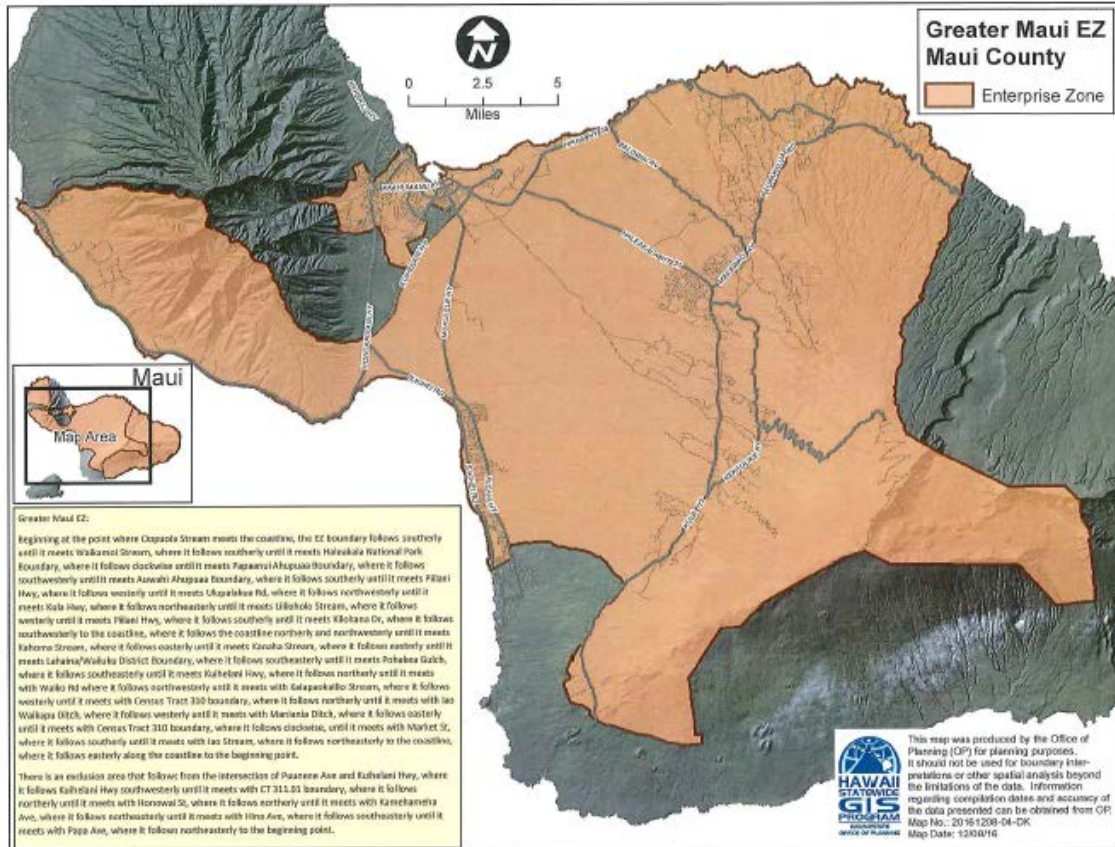 Greater Maui EZ
Maui County
Enterprise Zone
N
0 2.5 5
Miles
Maui
Map Area
Greater Maui EZ:
Beginning at the point where Oopuola Stream meets the coastline, the EZ boundary follows southerly
until it meets Waikamoi Stream, where it follows southerly until it meets Haleakala National Park
Boundary, where it follows clockwise until it meets Papaanui Ahupuaa Boundary, where it follows
southwesterly until it meets Auwahi Ahupuaa Boundary, where it follows southerly until it meets Piilani
Hwy, where it follows westerly until it meets Ulupalakua Rd, where it follows northwesterly until it
meets Kula Hwy, where it follows northeasterly until it meets Liilioholo Stream, where it follows
westerly until it meets Piilani Hwy, where it follows southerly until it meets Kilohana Dr, where it follows
southwesterly to the coastline, where it follows the coastline northerly and northwesterly until it meets
Kahoma Stream, where it follows easterly until it meets Kanaha Stream, where it follows easterly until it
meets Lahaina/Wailuku District Boundary, where it follows southeasterly until it meets Pohakea Gulch,
where it follows southeasterly until it meets Kuihelani Hwy, where it follows northerly until it meets
with Waiko Rd where it follows northwesterly until it meets with Stream, where it follows
westerly until it meets with Census Tract 310 boundary, where it follows northerly until it meets with Iao
Waikapu Ditch, where it follows westerly until it meets with Maniania Ditch, where it follows easterly
until it meets with Census Tract 310 boundary, where it follows clockwise, until it meets with Market St,
where it follows southerly until it meets with Iao Stream, where it follows northeasterly to the coastline,
where it follows easterly along the coastline to the beginning point.
There is an exclusion area that follows from the intersection of Puunene Ave and Kuihelani Hwy, where
it follows Kuihelani Hwy southwesterly until it meets with CT 311.01 boundary, where it follows
northerly until it meets with Honowai St, where it follows northerly until it meets with Kamehameha
Ave, where it follows northeasterly until it meets with Hina Ave, where it follows southeasterly until it
meets with Papa Ave, where it follows northeasterly to the beginning point.
HAWAII
STATEWIDE
GIS
PROGRAM
OFFICE OF PLANNING
This map was produced by the Office of
Planning (OP) for planning purposes.
It should not be used for boundary inter-
pretations or other spatial analysis beyond
the limitations of the data. Information
regarding compilation dates and accuracy of
the data presented can be obtained from OP.
Map No.: 20161208-04-DK
Map Date: 12/08/16